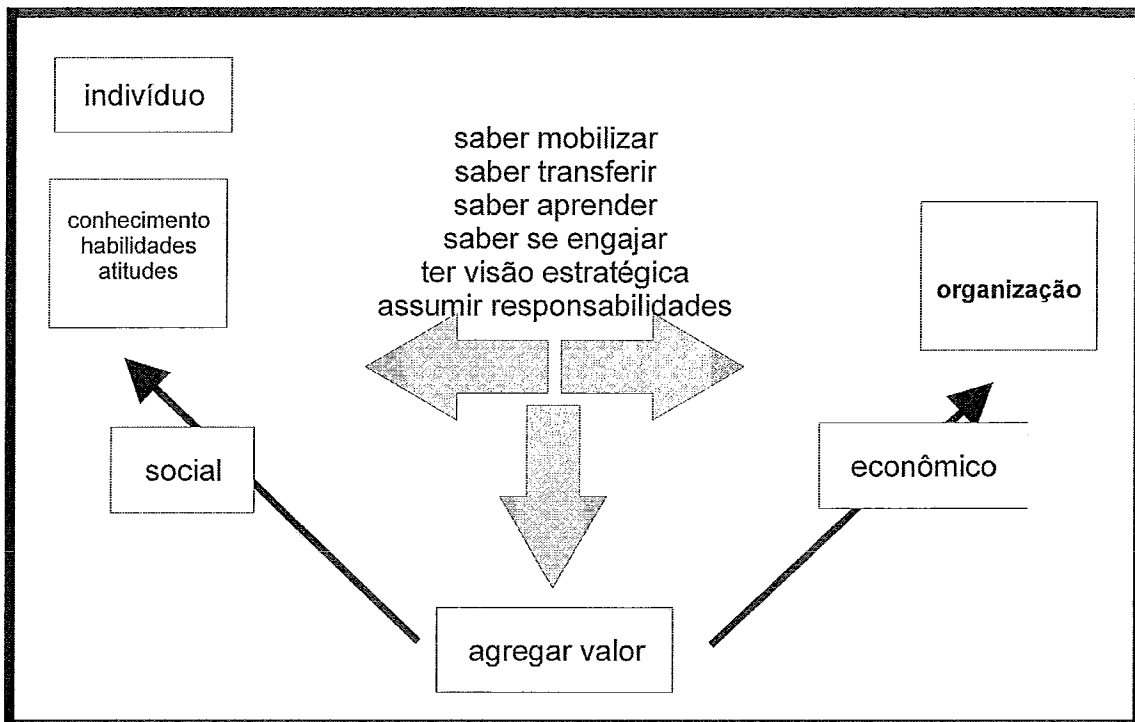 indivíduo
conhecimento
habilidades
atitudes
saber mobilizar
saber transferir
saber aprender
saber se engajar
ter visão estratégica
assumir responsabilidades
organização
social
econômico
agregar valor